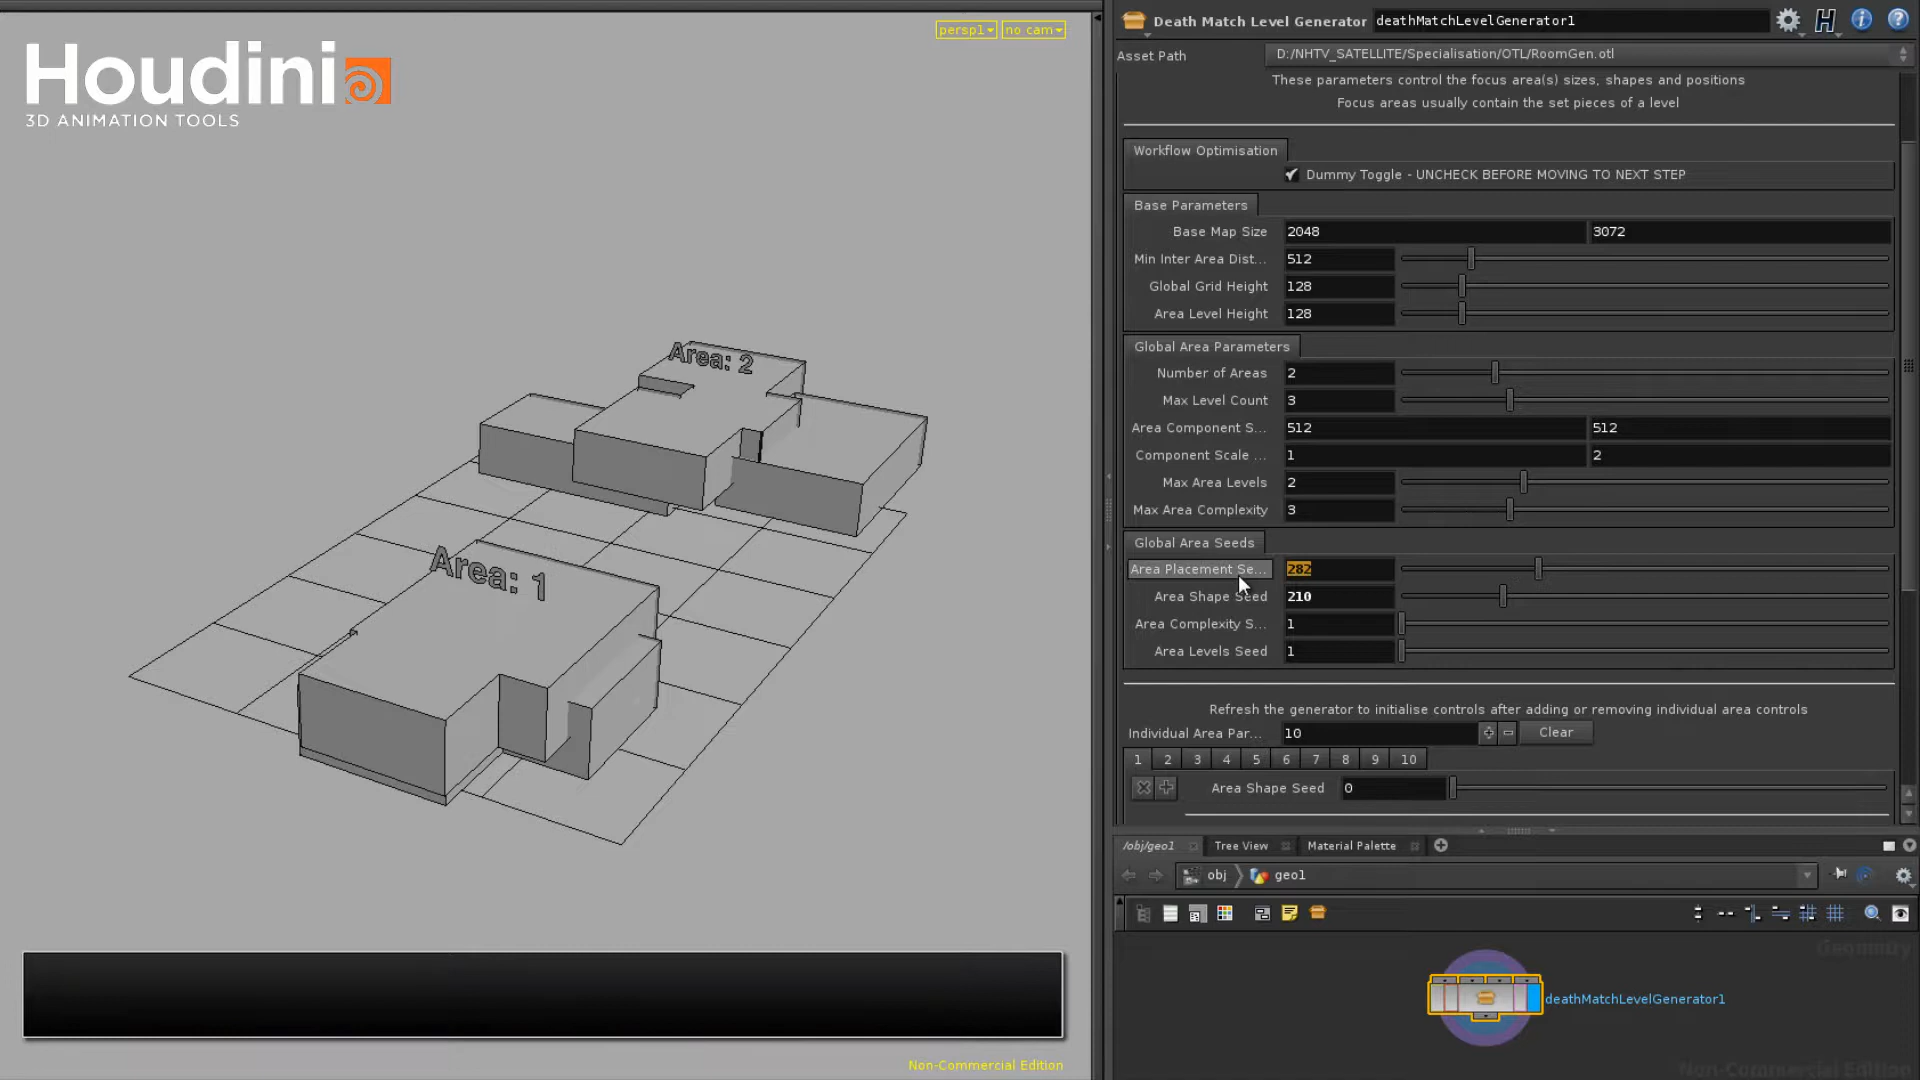 Houdini
3D ANIMATION TOOLS
persp1
no cam
Area: 2
Area: 1
Non-Commercial Edition
Death Match Level Generator
deathMatchLevelGenerator1
Asset Path
D:/NHTV_SATELLITE/Specialisation/OTL/RoomGen.otl
These parameters control the focus area(s) sizes, shapes and positions
Focus areas usually contain the set pieces of a level
Workflow Optimisation
Dummy Toggle - UNCHECK BEFORE MOVING TO NEXT STEP
Base Parameters
Base Map Size 2048 3072
Min Inter Area Dist... 512
Global Grid Height 128
Area Level Height 128
Global Area Parameters
Number of Areas 2
Max Level Count 3
Area Component S... 512 512
Component Scale ... 1 2
Max Area Levels 2
Max Area Complexity 3
Global Area Seeds
Area Placement Se... 282
Area Shape Seed 210
Area Complexity S... 1
Area Levels Seed 1
Refresh the generator to initialise controls after adding or removing individual area controls
Individual Area Par... 10 Clear
1 2 3 4 5 6 7 8 9 10
Area Shape Seed 0
/obj/geo1 Tree View Material Palette
obj geo1
Geometry
deathMatchLevelGenerator1
Non-Commercial Edition